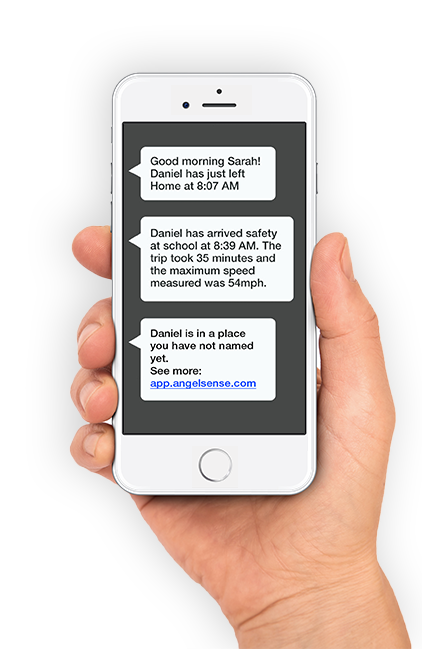 Good morning Sarah!
Daniel has just left
Home at 8:07 AM
Daniel has arrived safety
at school at 8:39 AM. The
trip took 35 minutes and
the maximum speed
measured was 54mph.
Daniel is in a place
you have not named
yet.
See more:
app.angelsense.com